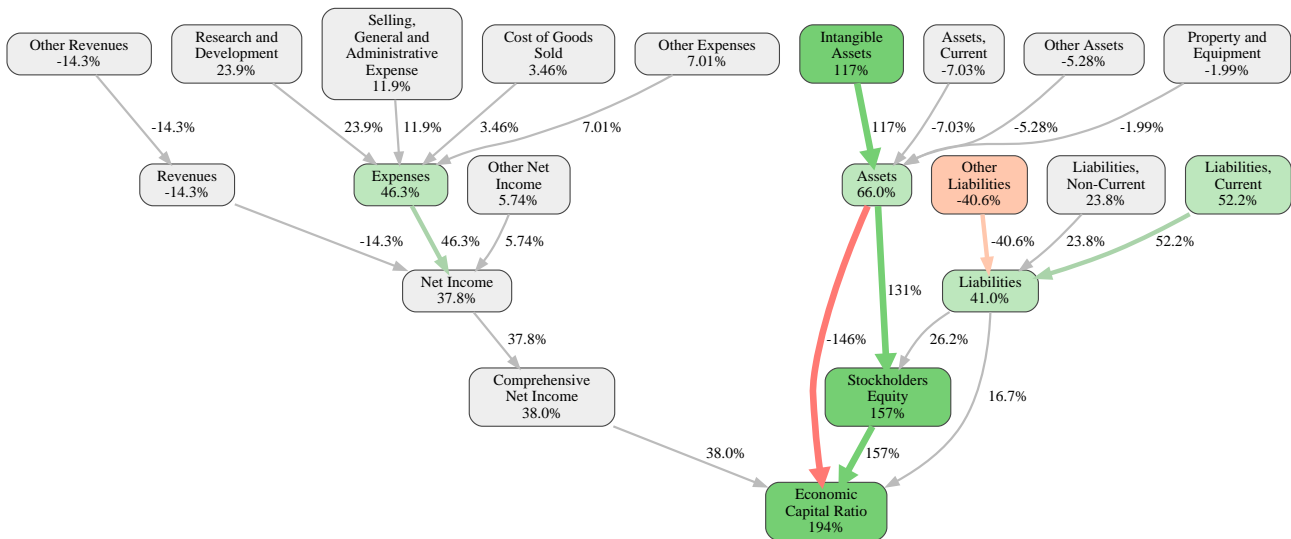 Other Revenues
-14.3%
Research and
Development
23.9%
Selling,
General and
Administrative
Expense
11.9%
Cost of Goods
Sold
3.46%
Other Expenses
7.01%
Intangible
Assets
117%
Assets,
Current
-7.03%
Other Assets
-5.28%
Property and
Equipment
-1.99%
-14.3%
23.9%
11.9%
3.46%
7.01%
117%
-7.03%
-5.28%
-1.99%
Revenues
-14.3%
Expenses
46.3%
Other Net
Income
5.74%
Assets
66.0%
Other
Liabilities
-40.6%
Liabilities,
Non-Current
23.8%
Liabilities,
Current
52.2%
-14.3%
46.3%
5.74%
-40.6%
23.8%
52.2%
Net Income
37.8%
131%
Liabilities
41.0%
37.8%
-146%
26.2%
Comprehensive
Net Income
38.0%
Stockholders
Equity
157%
16.7%
38.0%
157%
Economic
Capital Ratio
194%